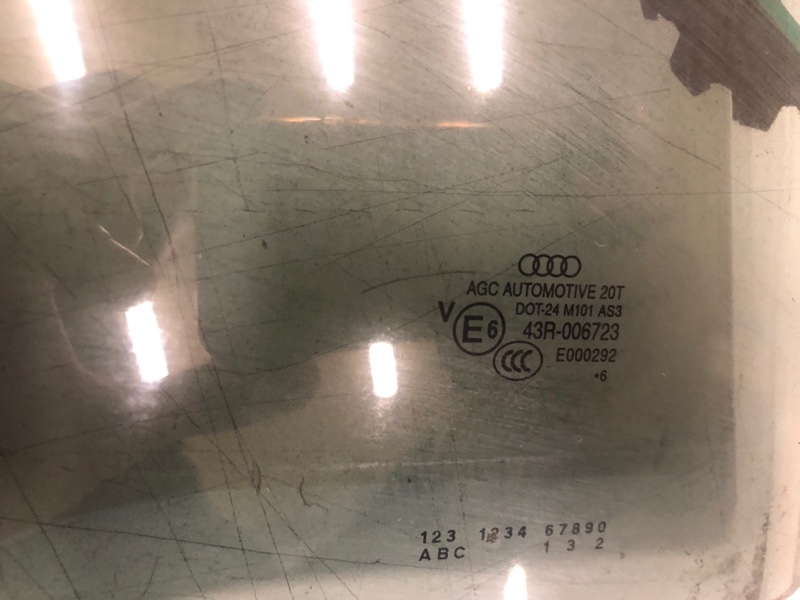 AGC AUTOMOTIVE 20T
DOT-24 M101 AS3
V E6 43R-006723
CCC E000292
•6
123 1234 67890
ABC 1 3 2